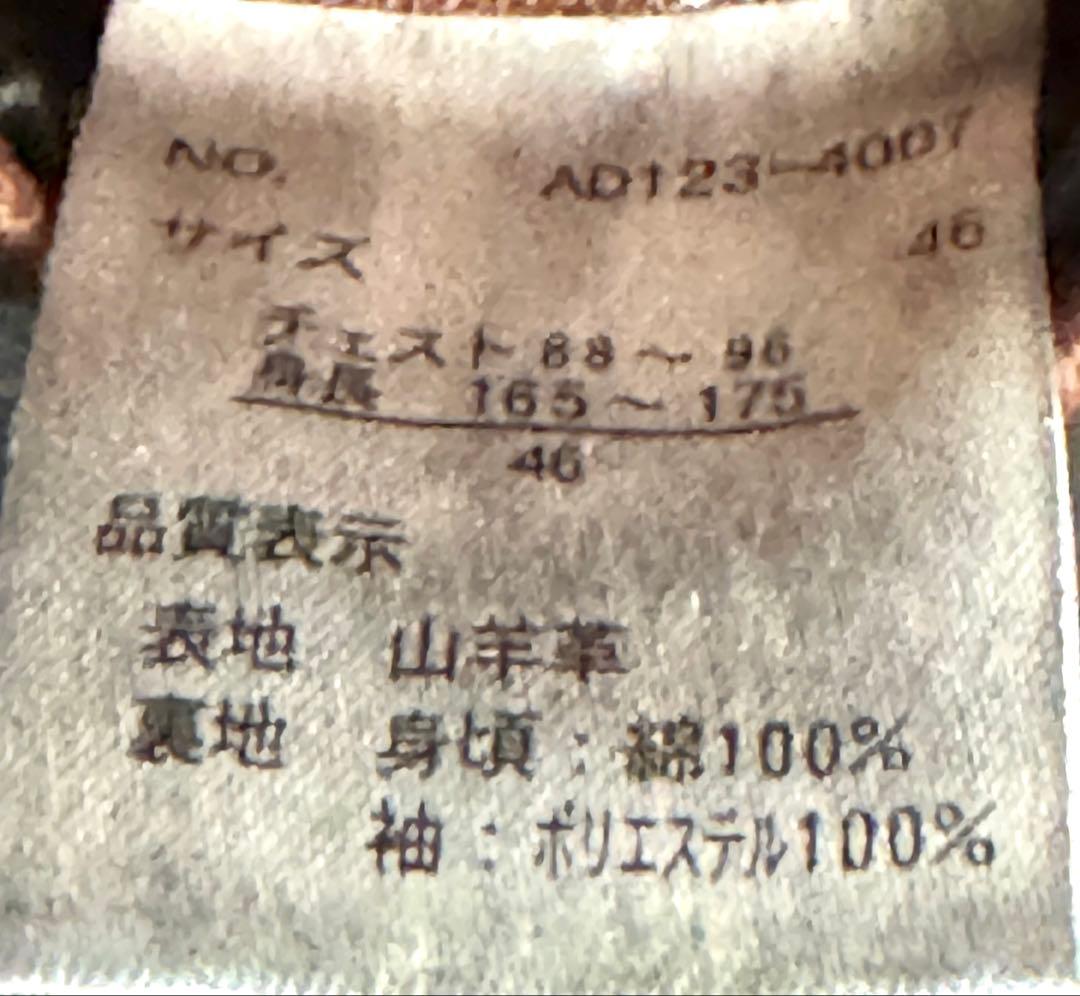 NO. AD123-4007
サイズ 46
チェスト 88～96
身長 165～175
46
品質表示
表地 山羊革
裏地 身頃：綿100%
袖：ポリエステル100%